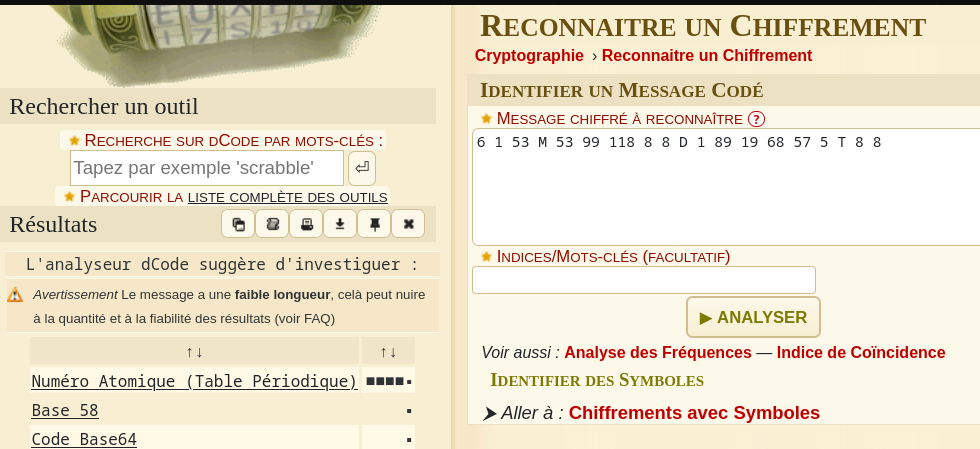 Rechercher un outil
Recherche sur dCode par mots-clés :
Tapez par exemple 'scrabble'
Parcourir la liste complète des outils
Résultats
L'analyseur dCode suggère d'investiguer :
Avertissement Le message a une faible longueur, celà peut nuire
à la quantité et à la fiabilité des résultats (voir FAQ)
↑↓ ↑↓
Numéro Atomique (Table Périodique) ■■■■▪
Base 58 ▪
Code Base64 ▪
Reconnaitre un Chiffrement
Cryptographie › Reconnaitre un Chiffrement
Identifier un Message Codé
Message chiffré à reconnaître ?
6 1 53 M 53 99 118 8 8 D 1 89 19 68 57 5 T 8 8
Indices/Mots-clés (facultatif)
▶ ANALYSER
Voir aussi : Analyse des Fréquences — Indice de Coïncidence
Identifier des Symboles
➤ Aller à : Chiffrements avec Symboles